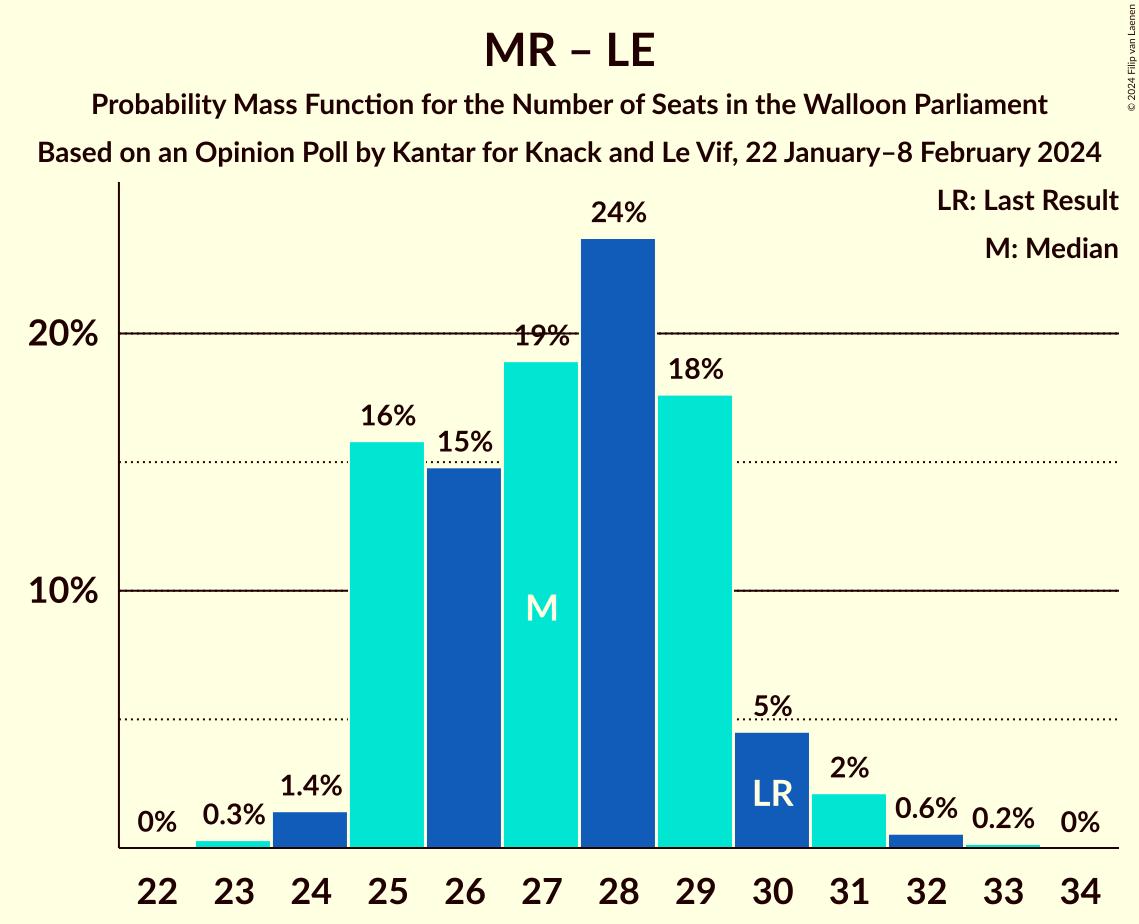 MR – LE
Probability Mass Function for the Number of Seats in the Walloon Parliament
Based on an Opinion Poll by Kantar for Knack and Le Vif, 22 January–8 February 2024
© 2024 Filip van Laenen
LR: Last Result
M: Median
20%
10%
0%
0.3%
1.4%
16%
15%
19%
24%
18%
5%
2%
0.6%
0.2%
0%
M
LR
22 23 24 25 26 27 28 29 30 31 32 33 34